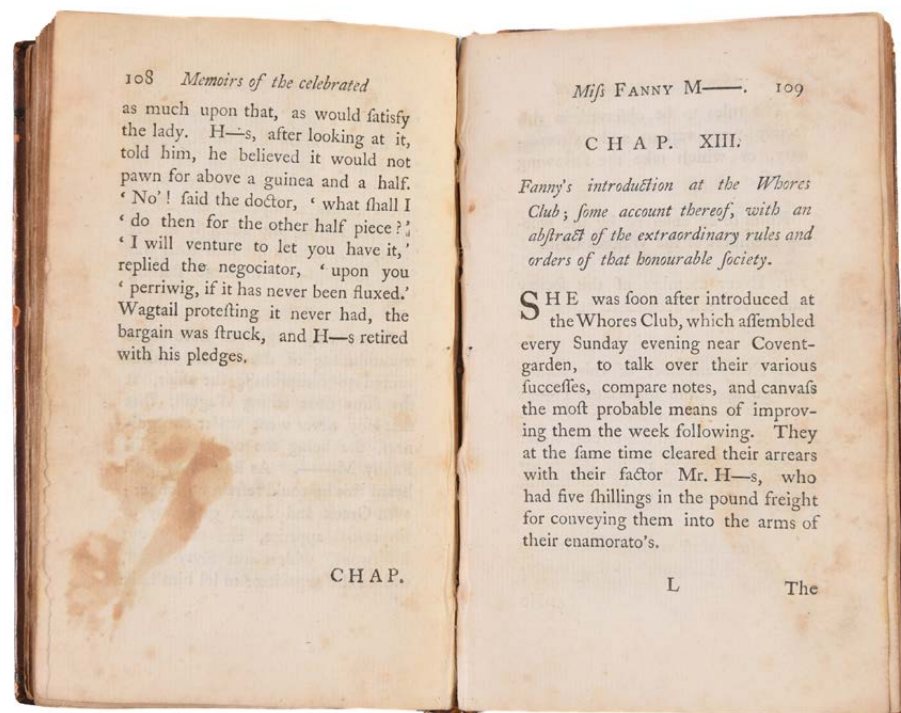 108 Memoirs of the celebrated
as much upon that, as would ſatisfy
the lady. H—s, after looking at it,
told him, he believed it would not
pawn for above a guinea and a half.
‘ No’! ſaid the doctor, ‘ what ſhall I
‘ do then for the other half piece?’
‘ I will venture to let you have it,’
replied the negociator, ‘ upon you
‘ perriwig, if it has never been fluxed.’
Wagtail proteſting it never had, the
bargain was ſtruck, and H—s retired
with his pledges.
CHAP.
Miſs FANNY M——. 109
CHAP. XIII.
Fanny's introduction at the Whores
Club; ſome account thereof, with an
abſtract of the extraordinary rules and
orders of that honourable ſociety.
SHE was ſoon after introduced at
the Whores Club, which aſſembled
every Sunday evening near Covent-
garden, to talk over their various
ſucceſſes, compare notes, and canvaſs
the moſt probable means of improv-
ing them the week following. They
at the ſame time cleared their arrears
with their factor Mr. H—s, who
had five ſhillings in the pound freight
for conveying them into the arms of
their enamorato's.
L The